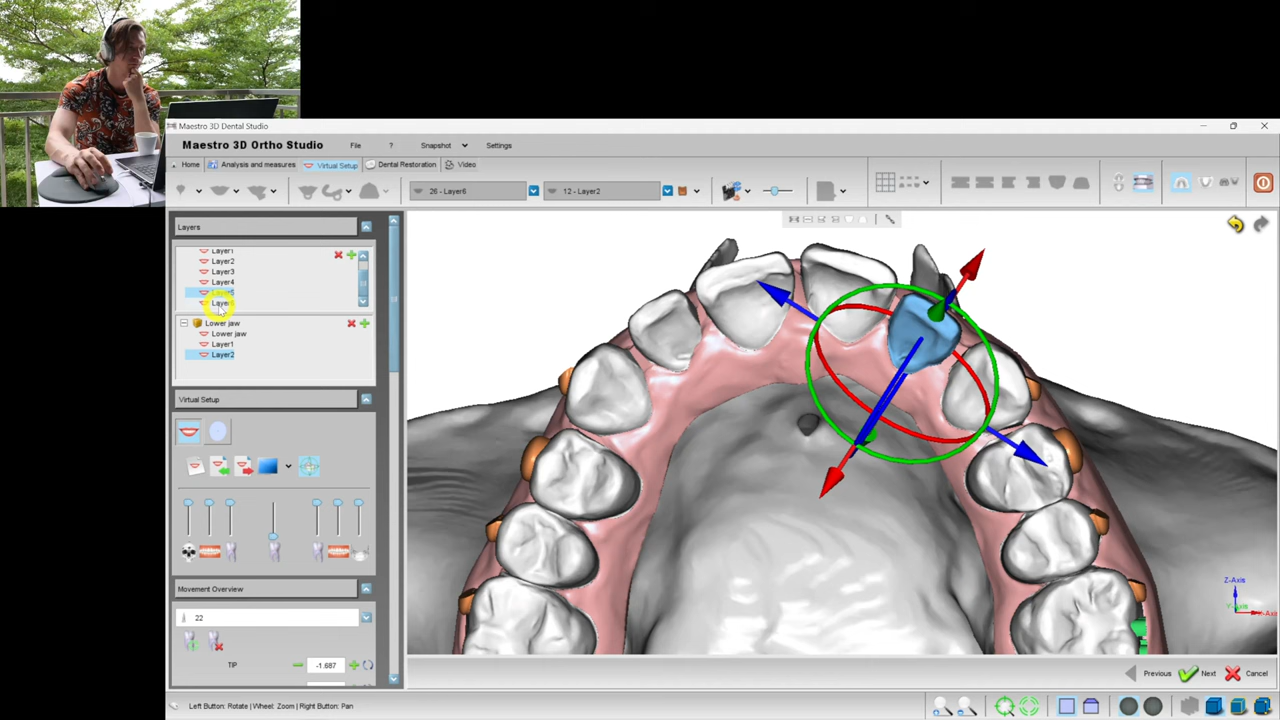 Maestro 3D Dental Studio
Maestro 3D Ortho Studio File ? Snapshot Settings
Home Analysis and measures Virtual Setup Dental Restoration Video
26 - Layer6 12 - Layer2
Layers
Layer1
Layer2
Layer3
Layer4
Lower jaw
Lower jaw
Layer1
Layer2
Virtual Setup
Movement Overview
22
TIP -1.687
Z-Axis
Y-Axis
X-Axis
Previous Next Cancel
Left Button: Rotate | Wheel: Zoom | Right Button: Pan